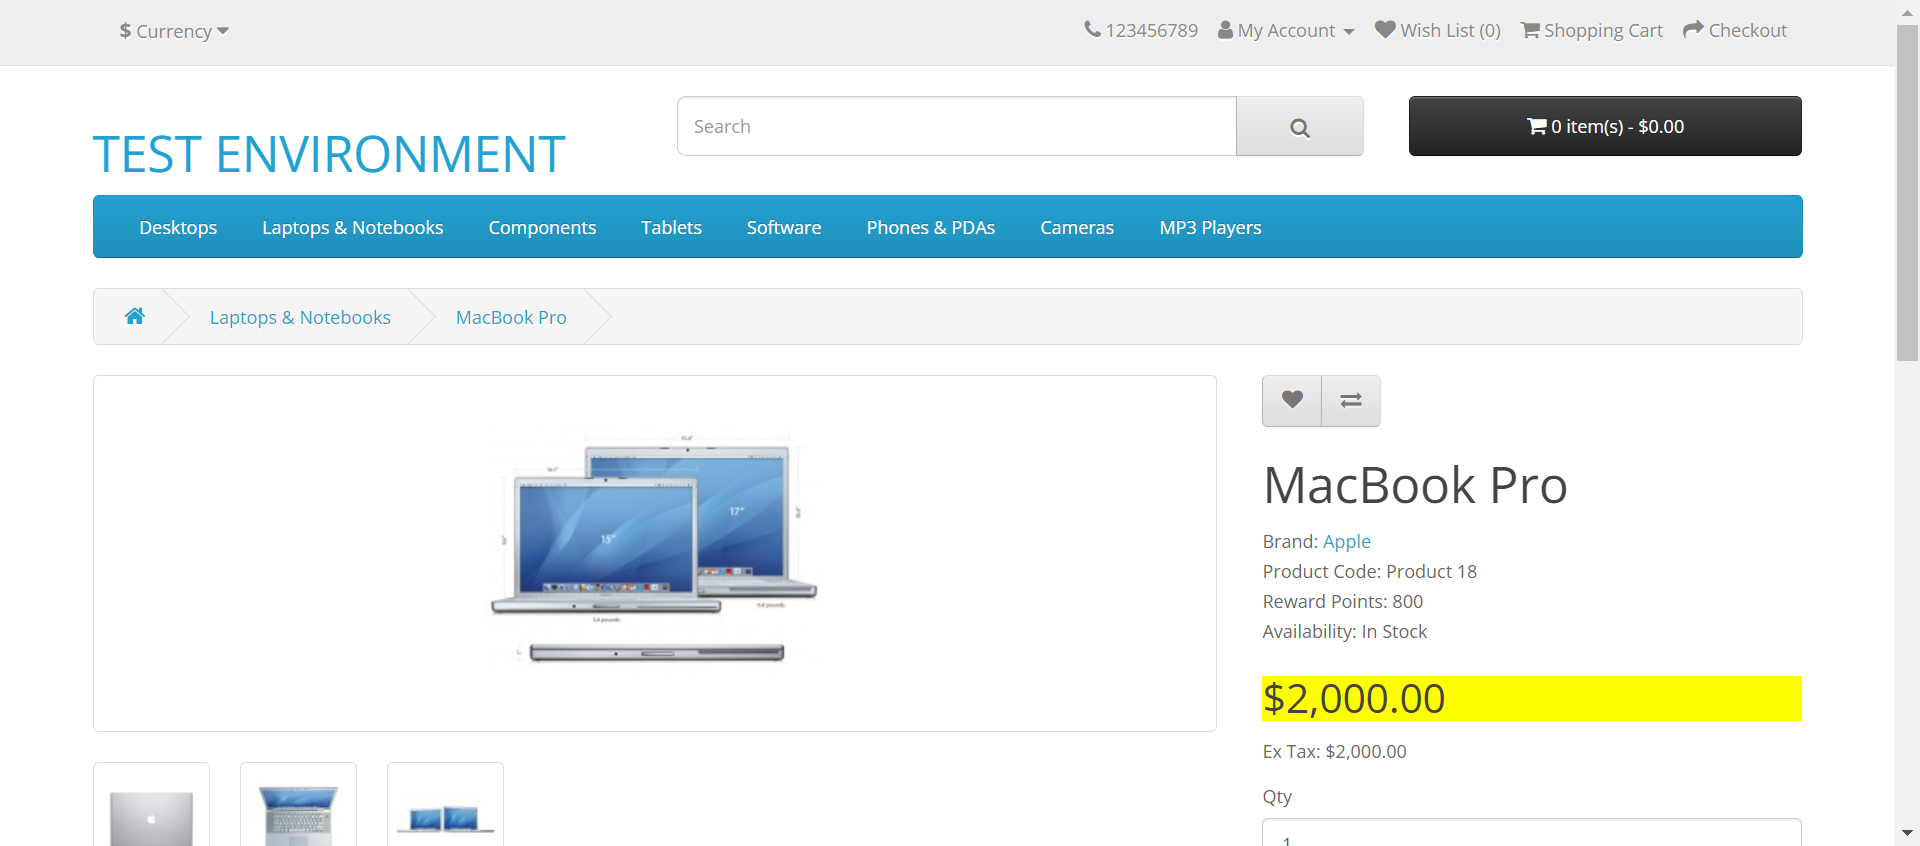 $ Currency
123456789 My Account Wish List (0) Shopping Cart Checkout
TEST ENVIRONMENT
Search
0 item(s) - $0.00
Desktops Laptops & Notebooks Components Tablets Software Phones & PDAs Cameras MP3 Players
Laptops & Notebooks MacBook Pro
17"
15"
MacBook Pro
Brand: Apple
Product Code: Product 18
Reward Points: 800
Availability: In Stock
$2,000.00
Ex Tax: $2,000.00
Qty
1